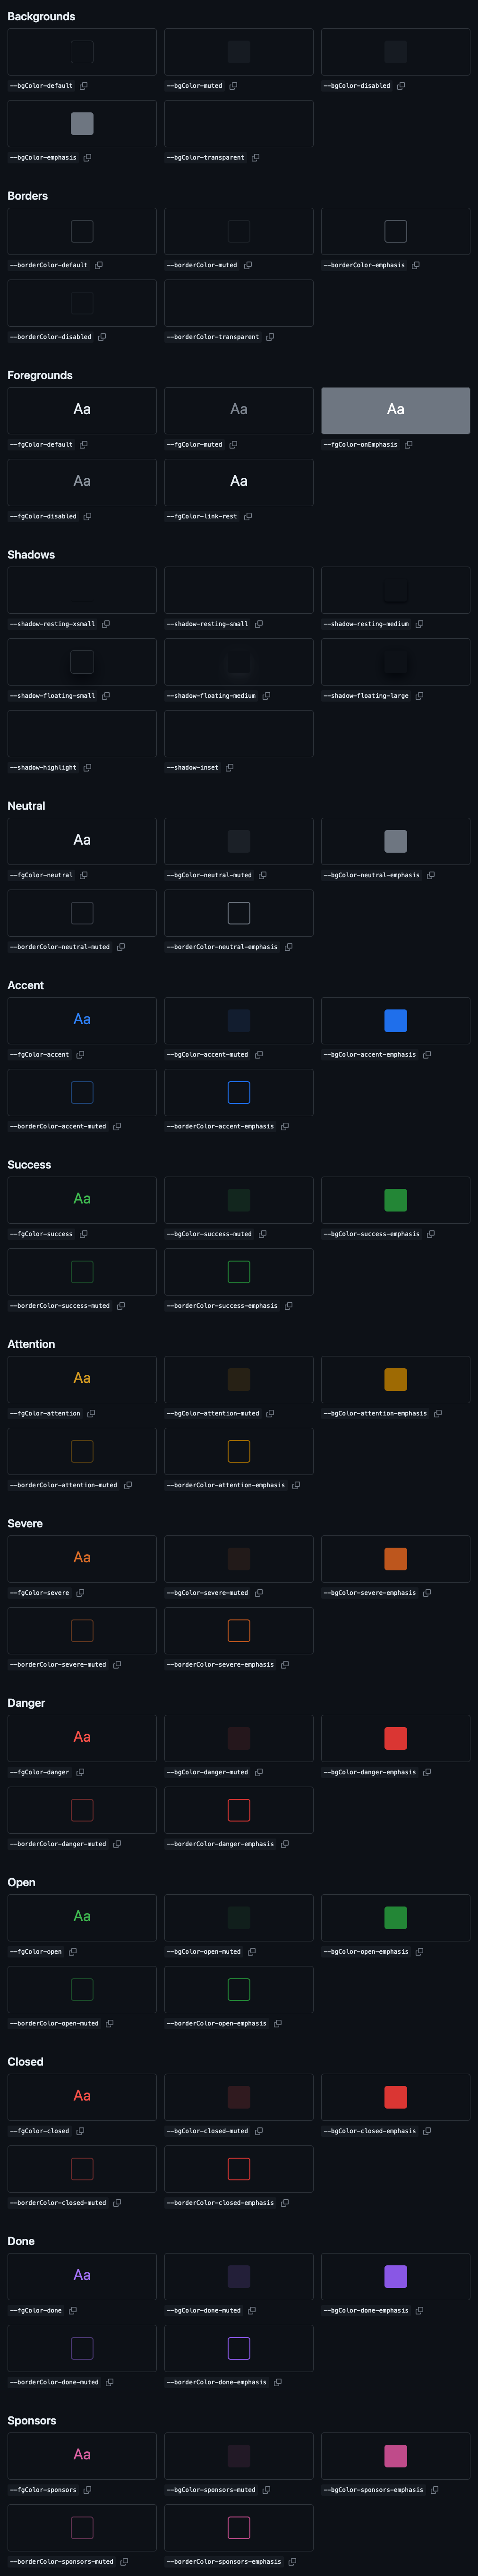 Backgrounds
--bgColor-default --bgColor-muted --bgColor-disabled
--bgColor-emphasis --bgColor-transparent
Borders
--borderColor-default --borderColor-muted --borderColor-emphasis
--borderColor-disabled --borderColor-transparent
Foregrounds
Aa Aa Aa
--fgColor-default --fgColor-muted --fgColor-onEmphasis
Aa Aa
--fgColor-disabled --fgColor-link-rest
Shadows
--shadow-resting-xsmall --shadow-resting-small --shadow-resting-medium
--shadow-floating-small --shadow-floating-medium --shadow-floating-large
--shadow-highlight --shadow-inset
Neutral
Aa
--fgColor-neutral --bgColor-neutral-muted --bgColor-neutral-emphasis
--borderColor-neutral-muted --borderColor-neutral-emphasis
Accent
Aa
--fgColor-accent --bgColor-accent-muted --bgColor-accent-emphasis
--borderColor-accent-muted --borderColor-accent-emphasis
Success
Aa
--fgColor-success --bgColor-success-muted --bgColor-success-emphasis
--borderColor-success-muted --borderColor-success-emphasis
Attention
Aa
--fgColor-attention --bgColor-attention-muted --bgColor-attention-emphasis
--borderColor-attention-muted --borderColor-attention-emphasis
Severe
Aa
--fgColor-severe --bgColor-severe-muted --bgColor-severe-emphasis
--borderColor-severe-muted --borderColor-severe-emphasis
Danger
Aa
--fgColor-danger --bgColor-danger-muted --bgColor-danger-emphasis
--borderColor-danger-muted --borderColor-danger-emphasis
Open
Aa
--fgColor-open --bgColor-open-muted --bgColor-open-emphasis
--borderColor-open-muted --borderColor-open-emphasis
Closed
Aa
--fgColor-closed --bgColor-closed-muted --bgColor-closed-emphasis
--borderColor-closed-muted --borderColor-closed-emphasis
Done
Aa
--fgColor-done --bgColor-done-muted --bgColor-done-emphasis
--borderColor-done-muted --borderColor-done-emphasis
Sponsors
Aa
--fgColor-sponsors --bgColor-sponsors-muted --bgColor-sponsors-emphasis
--borderColor-sponsors-muted --borderColor-sponsors-emphasis